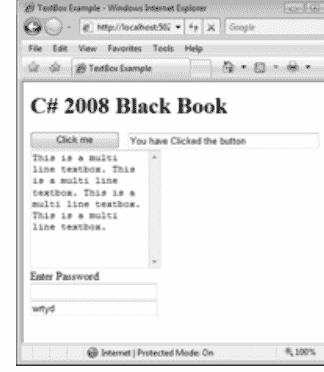 TextBox Example - Windows Internet Explorer
http://localhost:502
Google
File Edit View Favorites Tools Help
TextBox Example
C# 2008 Black Book
Click me You have Clicked the button
This is a multi
line textbox. This
is a multi line
textbox. This is a
multi line textbox.
This is a multi
line textbox.
Enter Password
wrtyd
Internet | Protected Mode: On 100%